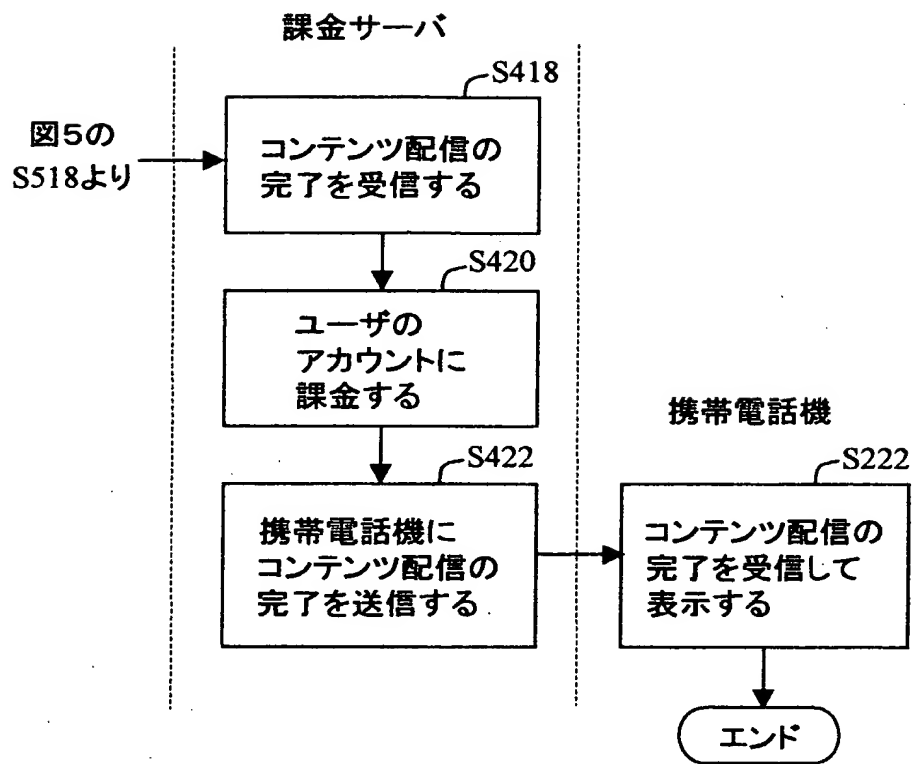 課金サーバ
S418
図5の
S518より
コンテンツ配信の
完了を受信する
S420
ユーザの
アカウントに
課金する
携帯電話機
S422
S222
携帯電話機に
コンテンツ配信の
完了を送信する
コンテンツ配信の
完了を受信して
表示する
エンド